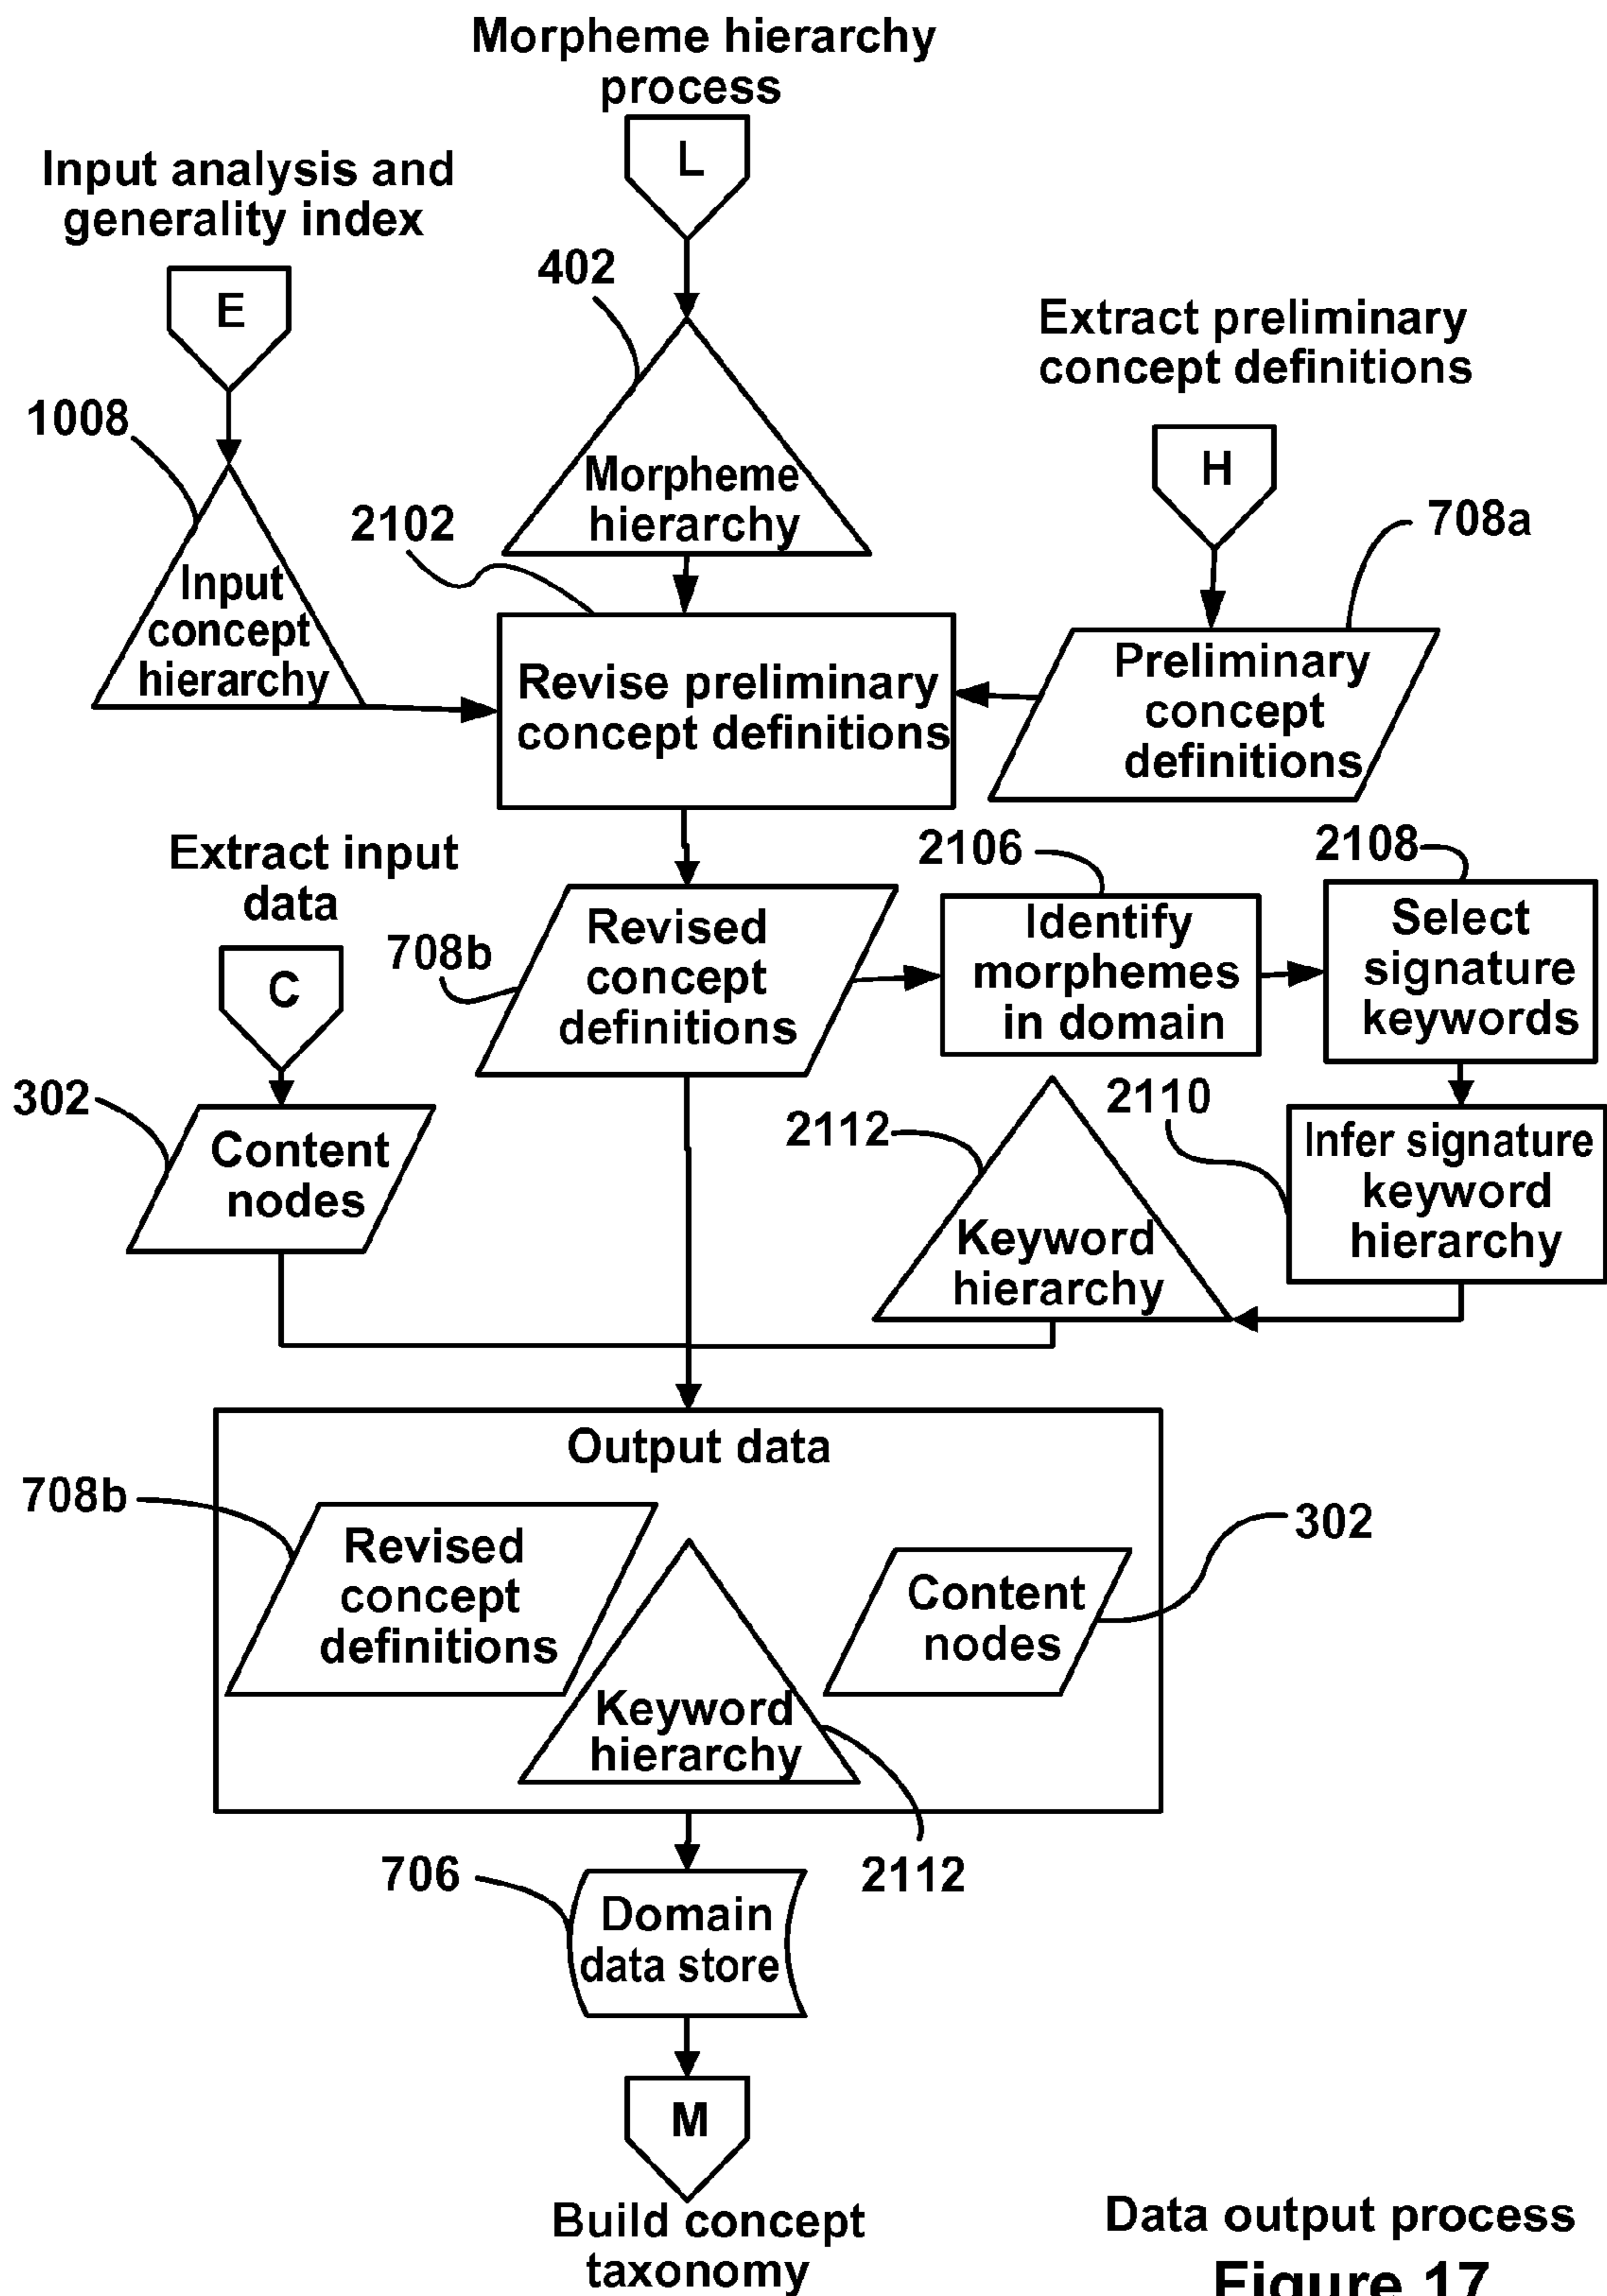 Morpheme hierarchy
process
L
Input analysis and
generality index
E
402
Extract preliminary
concept definitions
H
1008
Morpheme
hierarchy
2102
708a
Input
concept
hierarchy
Revise preliminary
concept definitions
Preliminary
concept
definitions
Extract input
data
C
708b
Revised
concept
definitions
2106
Identify
morphemes
in domain
2108
Select
signature
keywords
302
Content
nodes
2112
Keyword
hierarchy
2110
Infer signature
keyword
hierarchy
Output data
708b
Revised
concept
definitions
Keyword
hierarchy
Content
nodes
302
706
2112
Domain
data store
M
Build concept
taxonomy
Data output process
Figure 17